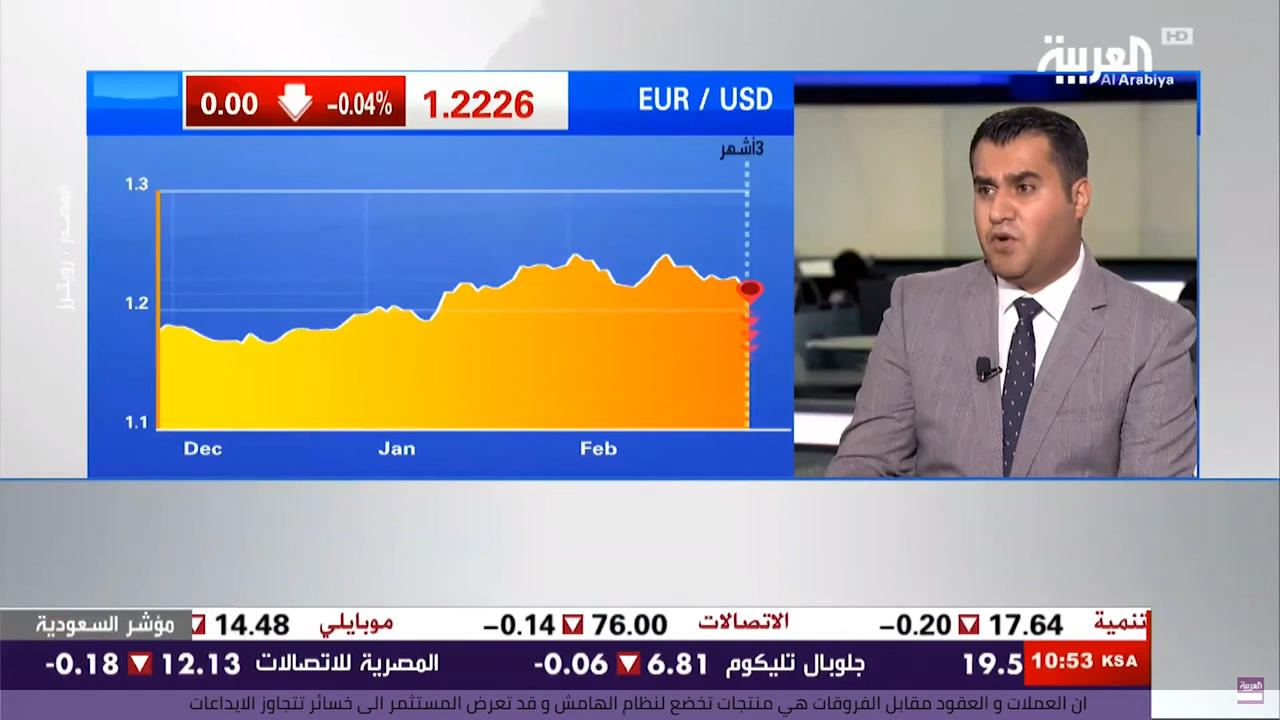 العربية HD
Al Arabiya
0.00 -0.04% 1.2226 EUR / USD
3أشهر
1.3
1.2
1.1
Dec Jan Feb
المصدر : رويترز
تنمية 17.64 -0.20 الاتصالات 76.00 -0.14 موبايلي 14.48
مؤشر السعودية
10:53 KSA
19.5 جلوبال تليكوم 6.81 -0.06 المصرية للاتصالات 12.13 -0.18
ان العملات و العقود مقابل الفروقات هي منتجات تخضع لنظام الهامش و قد تعرض المستثمر الى خسائر تتجاوز الايداعات
العربية